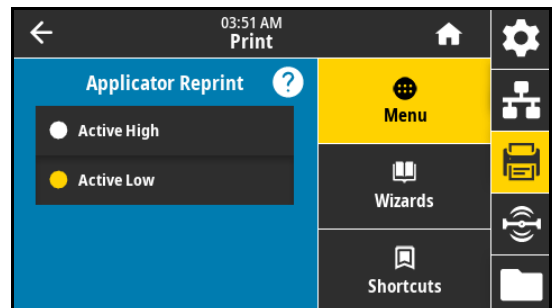 03:51 AM
Print
Applicator Reprint ?
Active High
Active Low
Menu
Wizards
Shortcuts